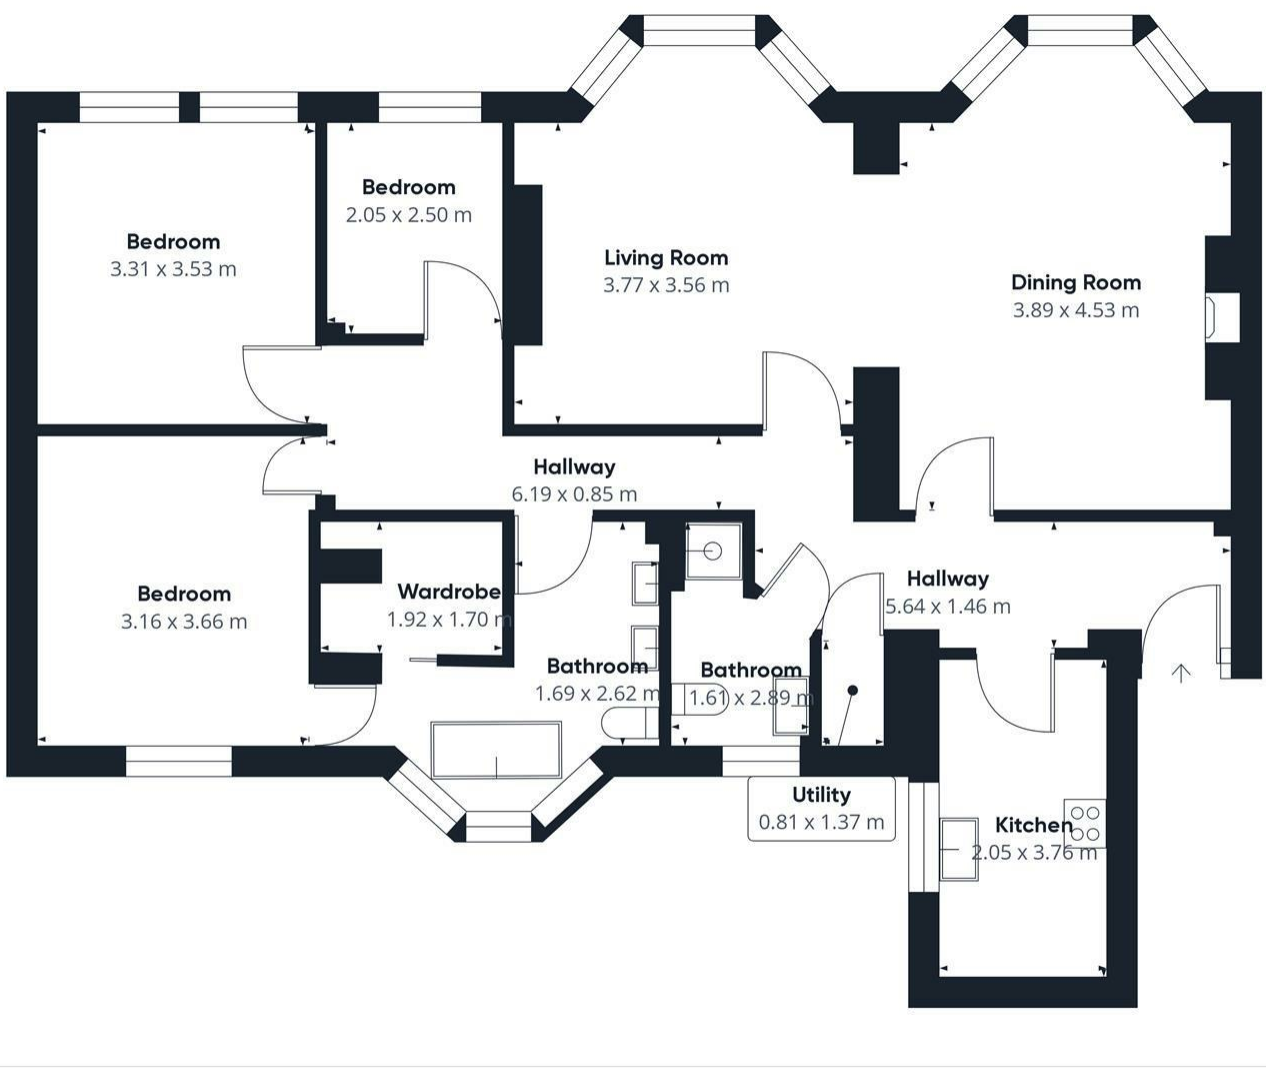 Bedroom
2.05 x 2.50 m
Bedroom
3.31 x 3.53 m
Living Room
3.77 x 3.56 m
Dining Room
3.89 x 4.53 m
Hallway
6.19 x 0.85 m
Bedroom
3.16 x 3.66 m
Wardrobe
1.92 x 1.70 m
Hallway
5.64 x 1.46 m
Bathroom
1.69 x 2.62 m
Bathroom
1.61 x 2.89 m
Utility
0.81 x 1.37 m
Kitchen
2.05 x 3.76 m